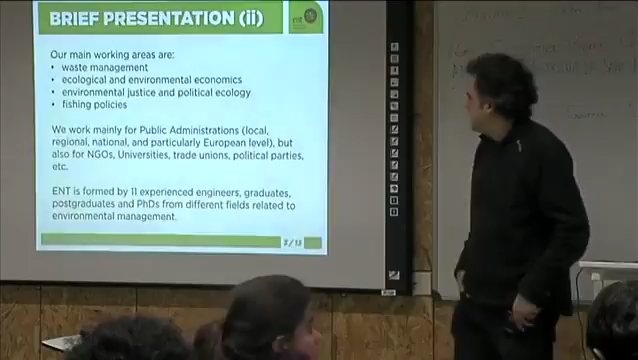 BRIEF PRESENTATION (ii)
ent
Our main working areas are:
• waste management
• ecological and environmental economics
• environmental justice and political ecology
• fishing policies
We work mainly for Public Administrations (local,
regional, national, and particularly European level), but
also for NGOs, Universities, trade unions, political parties,
etc.
ENT is formed by 11 experienced engineers, graduates,
postgraduates and PhDs from different fields related to
environmental management.
3/13